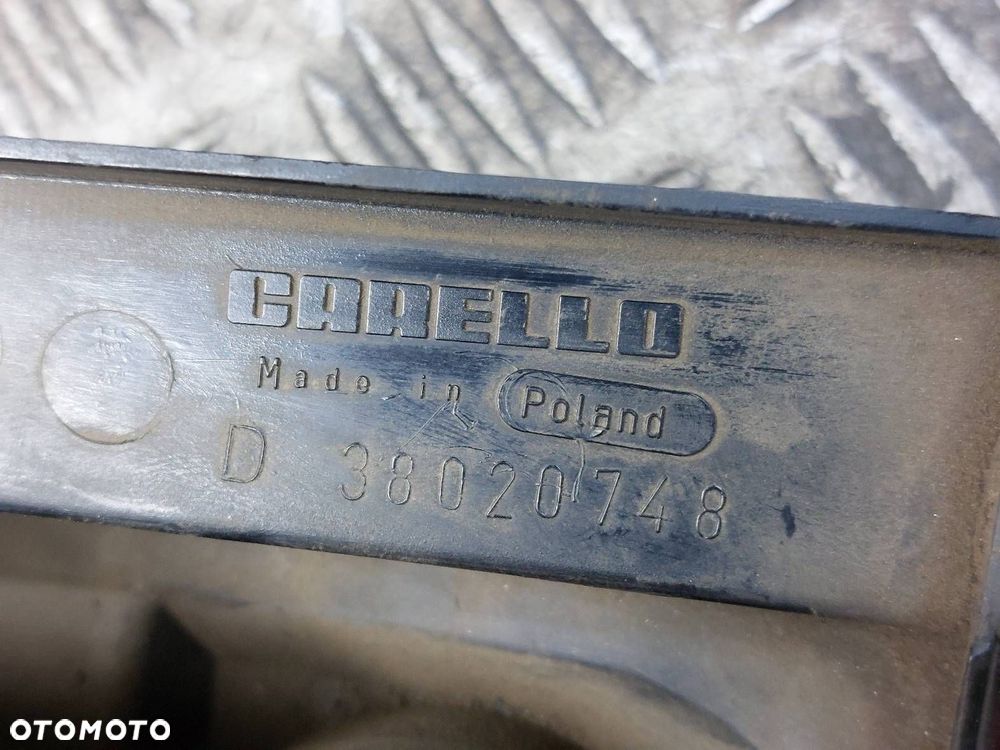 CARELLO
Made in Poland
D 38020748
OTOMOTO